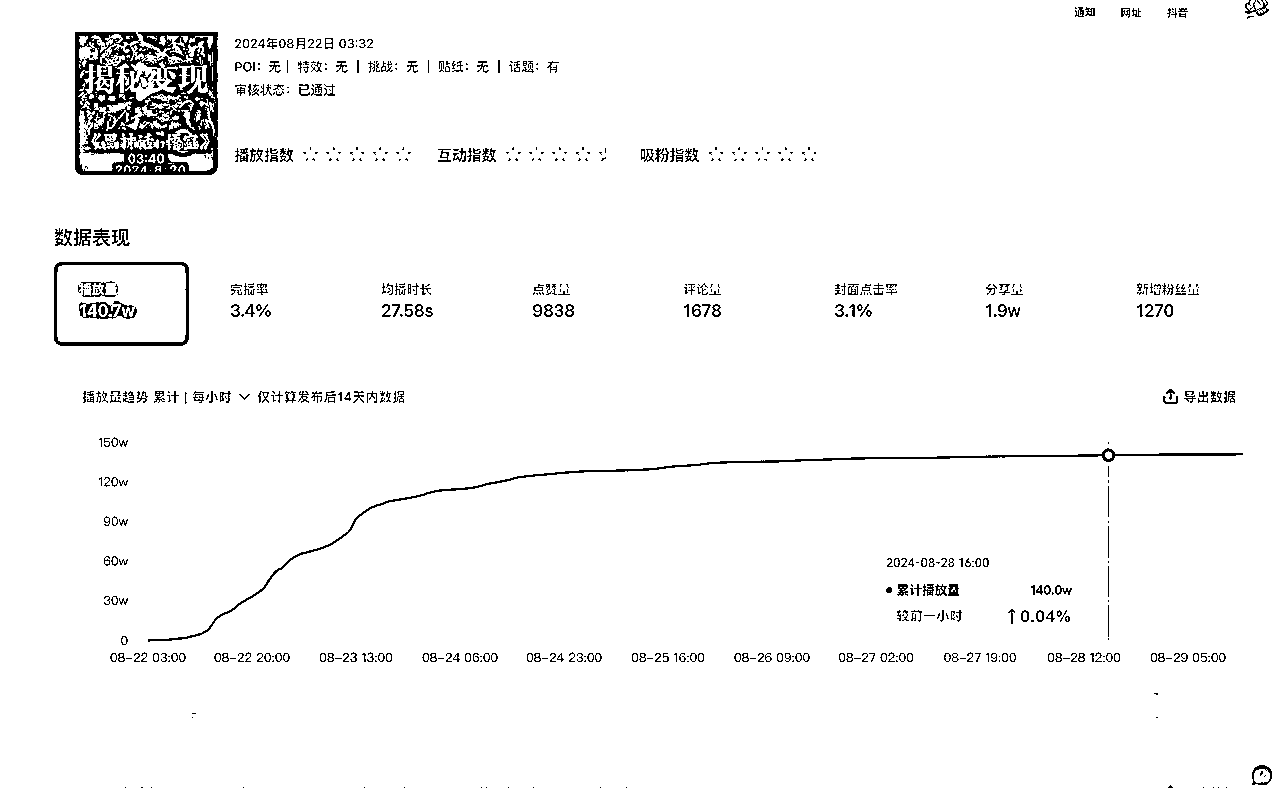 通知 网址 抖音
揭秘变现
03:40
2024-8-20
2024年08月22日 03:32
POI: 无 | 特效: 无 | 挑战: 无 | 贴纸: 无 | 话题: 有
审核状态: 已通过
播放指数 互动指数 吸粉指数
数据表现
播放量 完播率 均播时长 点赞量 评论量 封面点击率 分享量 新增粉丝量
140.7w 3.4% 27.58s 9838 1678 3.1% 1.9w 1270
播放量趋势 累计 | 每小时 仅计算发布后14天内数据 导出数据
150w
120w
90w
60w
30w
0
2024-08-28 16:00
累计播放量 140.0w
较前一小时 ↑0.04%
08-22 03:00 08-22 20:00 08-23 13:00 08-24 06:00 08-24 23:00 08-25 16:00 08-26 09:00 08-27 02:00 08-27 19:00 08-28 12:00 08-29 05:00